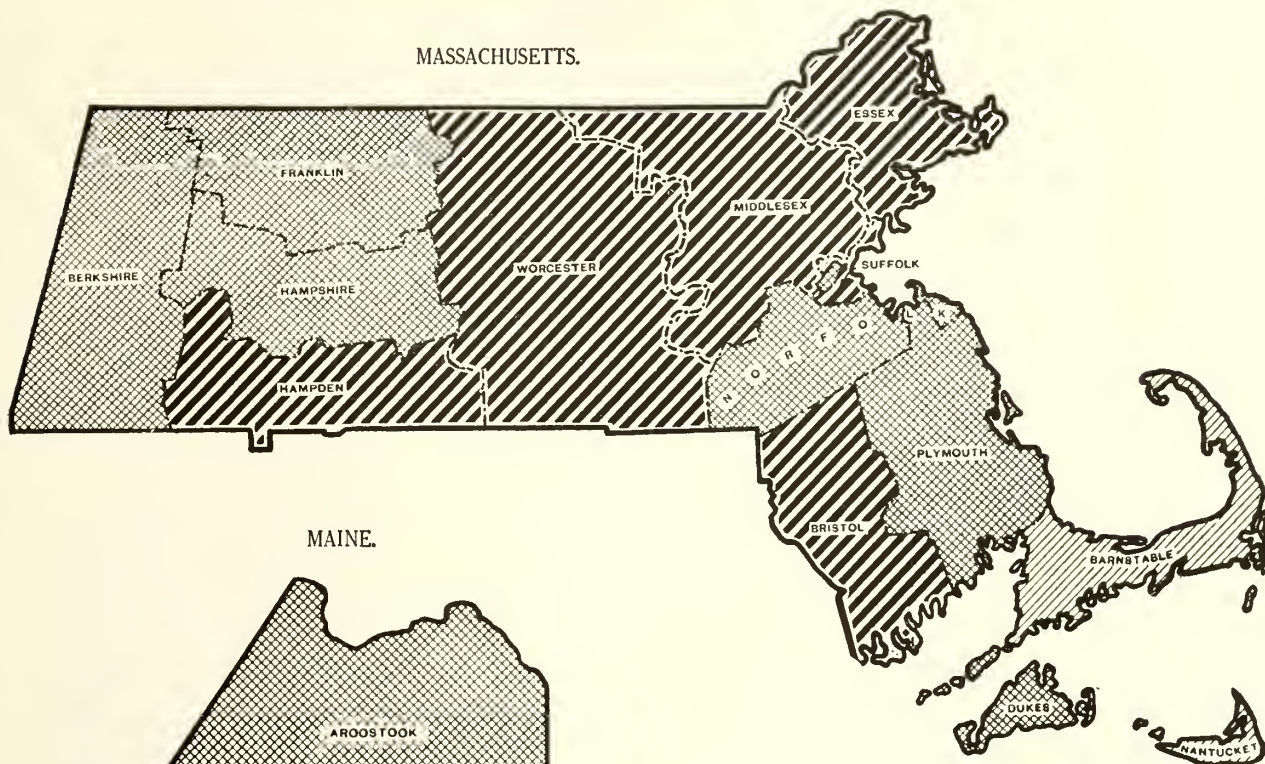 MASSACHUSETTS.
ESSEX
FRANKLIN
MIDDLESEX
BERKSHIRE
WORCESTER
SUFFOLK
HAMPSHIRE
NORFOLK
HAMPDEN
PLYMOUTH
BRISTOL
MAINE.
BARNSTABLE
DUKES
AROOSTOOK
NANTUCKET